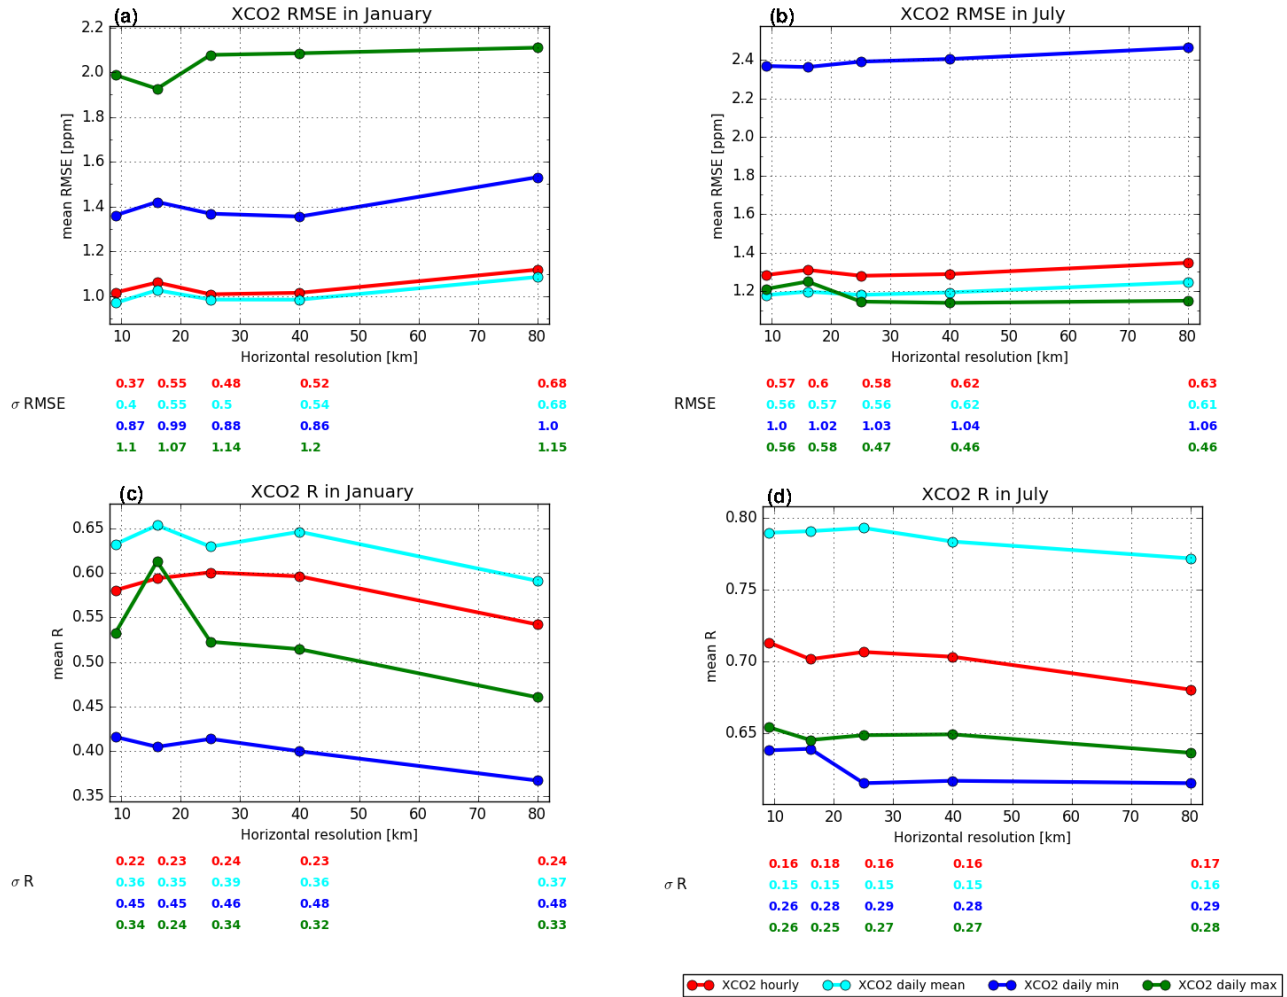 (a)
XCO2 RMSE in January
2.2
2.0
1.8
1.6
1.4
1.2
1.0
mean RMSE [ppm]
10 20 30 40 50 60 70 80
Horizontal resolution [km]
σ RMSE
0.37 0.55 0.48 0.52 0.68
0.4 0.55 0.5 0.54 0.68
0.87 0.99 0.88 0.86 1.0
1.1 1.07 1.14 1.2 1.15
(b)
XCO2 RMSE in July
2.4
2.2
2.0
1.8
1.6
1.4
1.2
mean RMSE [ppm]
10 20 30 40 50 60 70 80
Horizontal resolution [km]
RMSE
0.57 0.6 0.58 0.62 0.63
0.56 0.57 0.56 0.62 0.61
1.0 1.02 1.03 1.04 1.06
0.56 0.58 0.47 0.46 0.46
(c)
XCO2 R in January
0.65
0.60
0.55
0.50
0.45
0.40
0.35
mean R
10 20 30 40 50 60 70 80
Horizontal resolution [km]
σ R
0.22 0.23 0.24 0.23 0.24
0.36 0.35 0.39 0.36 0.37
0.45 0.45 0.46 0.48 0.48
0.34 0.24 0.34 0.32 0.33
(d)
XCO2 R in July
0.80
0.75
0.70
0.65
mean R
10 20 30 40 50 60 70 80
Horizontal resolution [km]
σ R
0.16 0.18 0.16 0.16 0.17
0.15 0.15 0.15 0.15 0.16
0.26 0.28 0.29 0.28 0.29
0.26 0.25 0.27 0.27 0.28
XCO2 hourly XCO2 daily mean XCO2 daily min XCO2 daily max